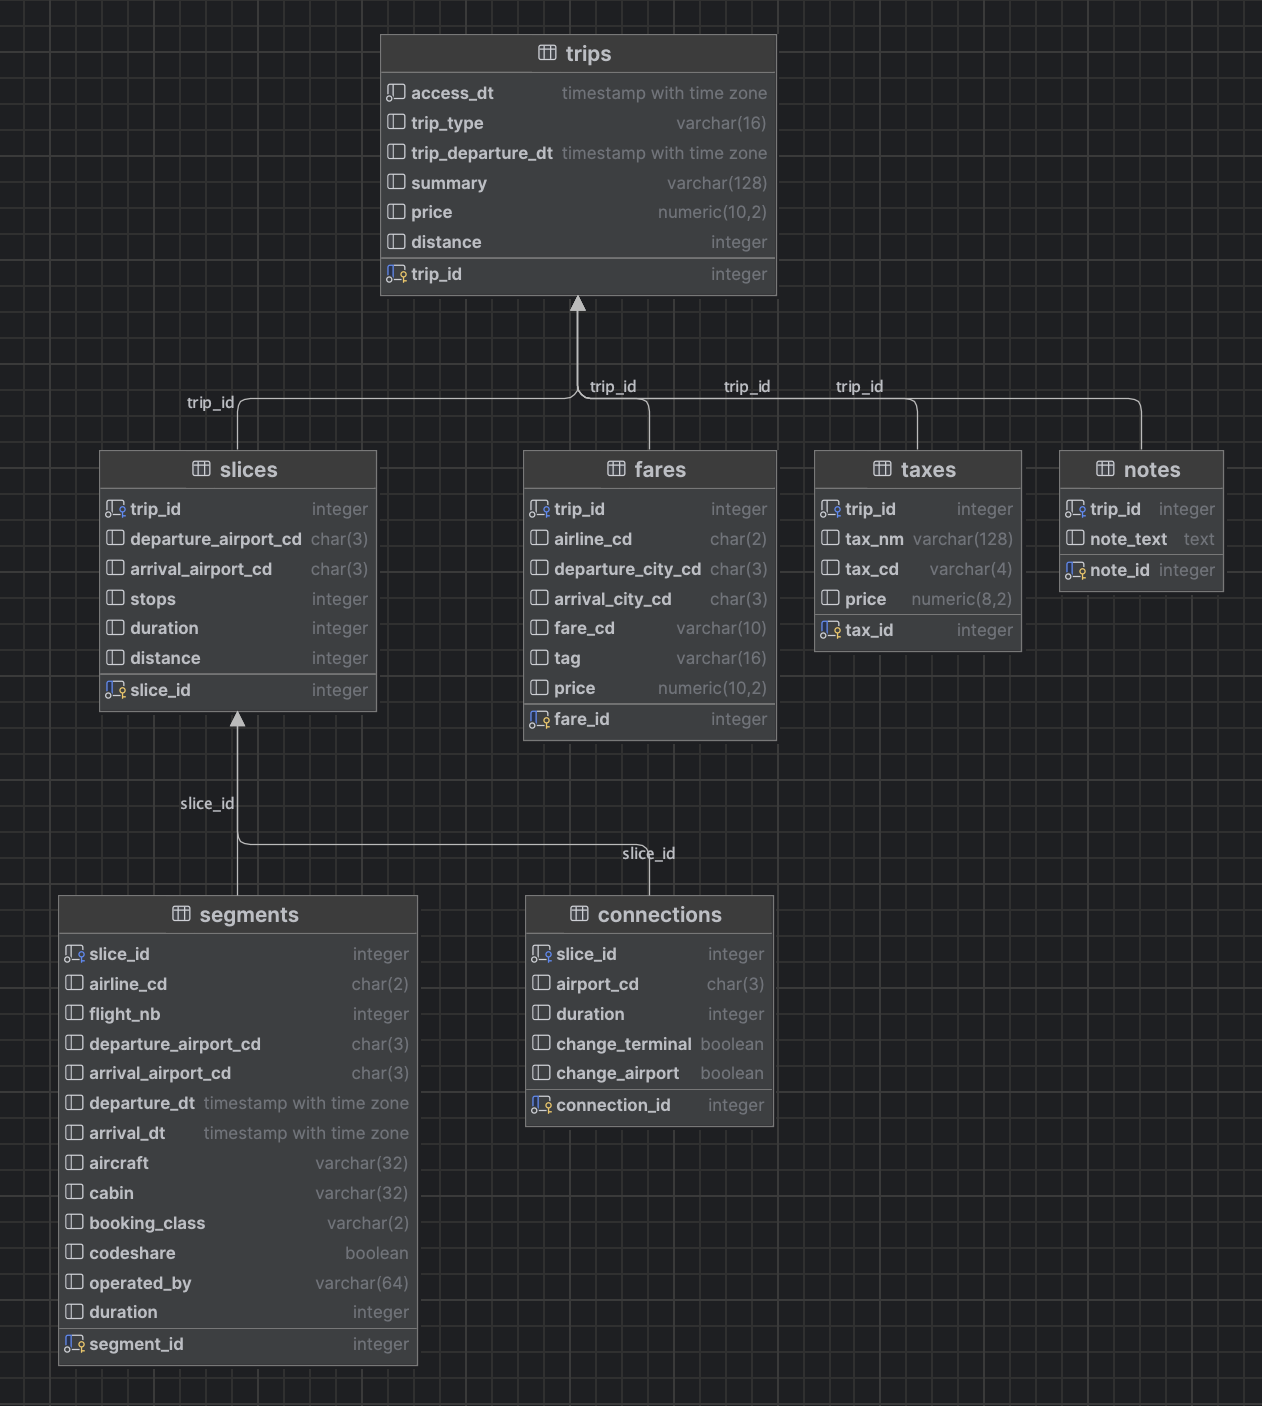 trips
access_dt timestamp with time zone
trip_type varchar(16)
trip_departure_dt timestamp with time zone
summary varchar(128)
price numeric(10,2)
distance integer
trip_id integer
trip_id
trip_id
trip_id
trip_id
slices
trip_id integer
departure_airport_cd char(3)
arrival_airport_cd char(3)
stops integer
duration integer
distance integer
slice_id integer
fares
trip_id integer
airline_cd char(2)
departure_city_cd char(3)
arrival_city_cd char(3)
fare_cd varchar(10)
tag varchar(16)
price numeric(10,2)
fare_id integer
taxes
trip_id integer
tax_nm varchar(128)
tax_cd varchar(4)
price numeric(8,2)
tax_id integer
notes
trip_id integer
note_text text
note_id integer
slice_id
slice_id
segments
slice_id integer
airline_cd char(2)
flight_nb integer
departure_airport_cd char(3)
arrival_airport_cd char(3)
departure_dt timestamp with time zone
arrival_dt timestamp with time zone
aircraft varchar(32)
cabin varchar(32)
booking_class varchar(2)
codeshare boolean
operated_by varchar(64)
duration integer
segment_id integer
connections
slice_id integer
airport_cd char(3)
duration integer
change_terminal boolean
change_airport boolean
connection_id integer